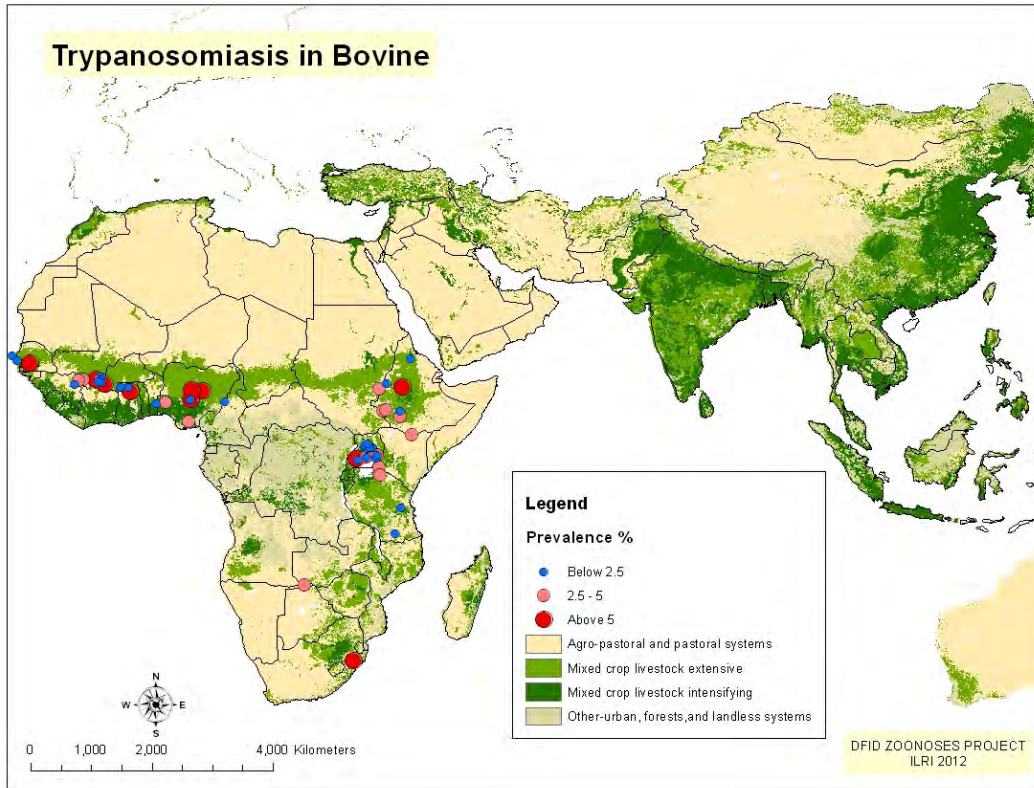 Trypanosomiasis in Bovine
Legend
Prevalence %
Below 2.5
2.5 - 5
Above 5
Agro-pastoral and pastoral systems
Mixed crop livestock extensive
Mixed crop livestock intensifying
Other-urban, forests,and landless systems
N
W E
S
0 1,000 2,000 4,000 Kilometers
DFID ZOONOSES PROJECT
ILRI 2012